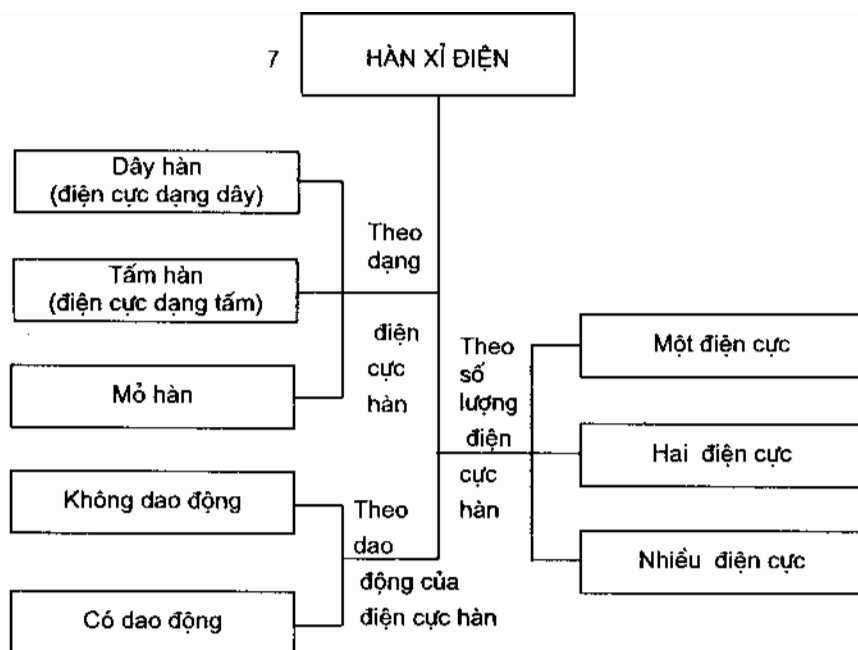 7
HÀN XỈ ĐIỆN
Dây hàn
(điện cực dạng dây)
Tấm hàn
(điện cực dạng tấm)
Mỏ hàn
Theo
dạng
điện
cực
hàn
Không dao động
Có dao động
Theo
dao
động của
điện cực hàn
Theo
số
lượng
điện
cực
hàn
Một điện cực
Hai điện cực
Nhiều điện cực